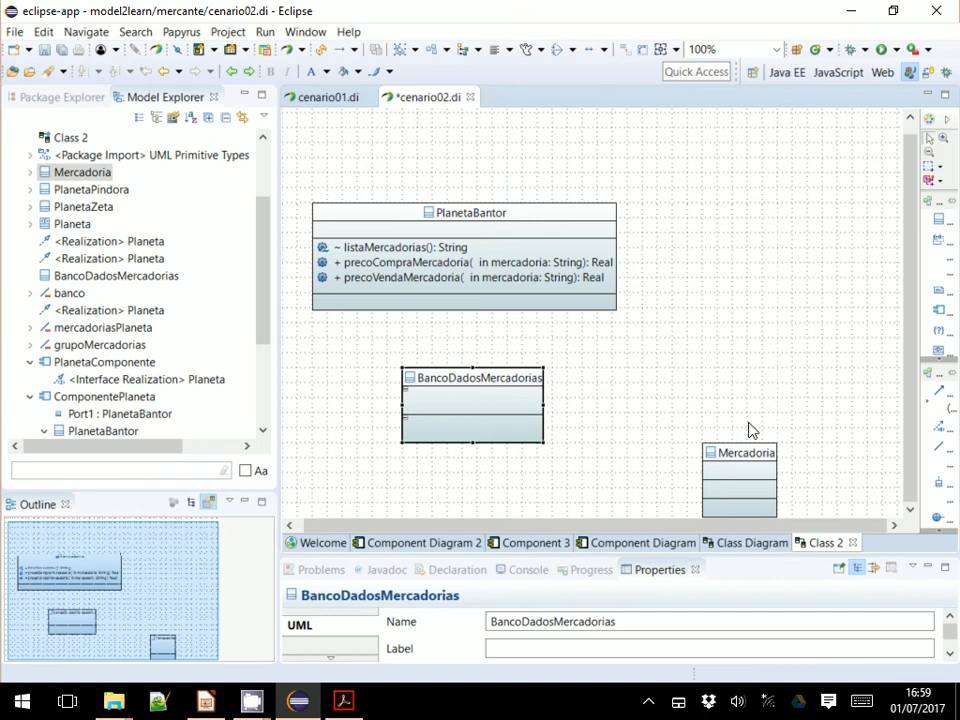 eclipse-app - model2learn/mercante/cenario02.di - Eclipse
File Edit Navigate Search Papyrus Project Run Window Help
100%
Quick Access
Java EE JavaScript Web
Package Explorer Model Explorer
cenario01.di *cenario02.di
Class 2
<Package Import> UML Primitive Types
Mercadoria
PlanetaPindora
PlanetaZeta
Planeta
<Realization> Planeta
<Realization> Planeta
BancoDadosMercadorias
banco
<Realization> Planeta
mercadoriasPlaneta
grupoMercadorias
PlanetaComponente
<Interface Realization> Planeta
ComponentePlaneta
Port1 : PlanetaBantor
PlanetaBantor
Aa
PlanetaBantor
~ listaMercadorias(): String
+ precoCompraMercadoria( in mercadoria: String): Real
+ precoVendaMercadoria( in mercadoria: String): Real
BancoDadosMercadorias
Mercadoria
Outline
Welcome Component Diagram 2 Component 3 Component Diagram Class Diagram Class 2
Problems Javadoc Declaration Console Progress Properties
BancoDadosMercadorias
UML
Name BancoDadosMercadorias
Label
16:59
01/07/2017